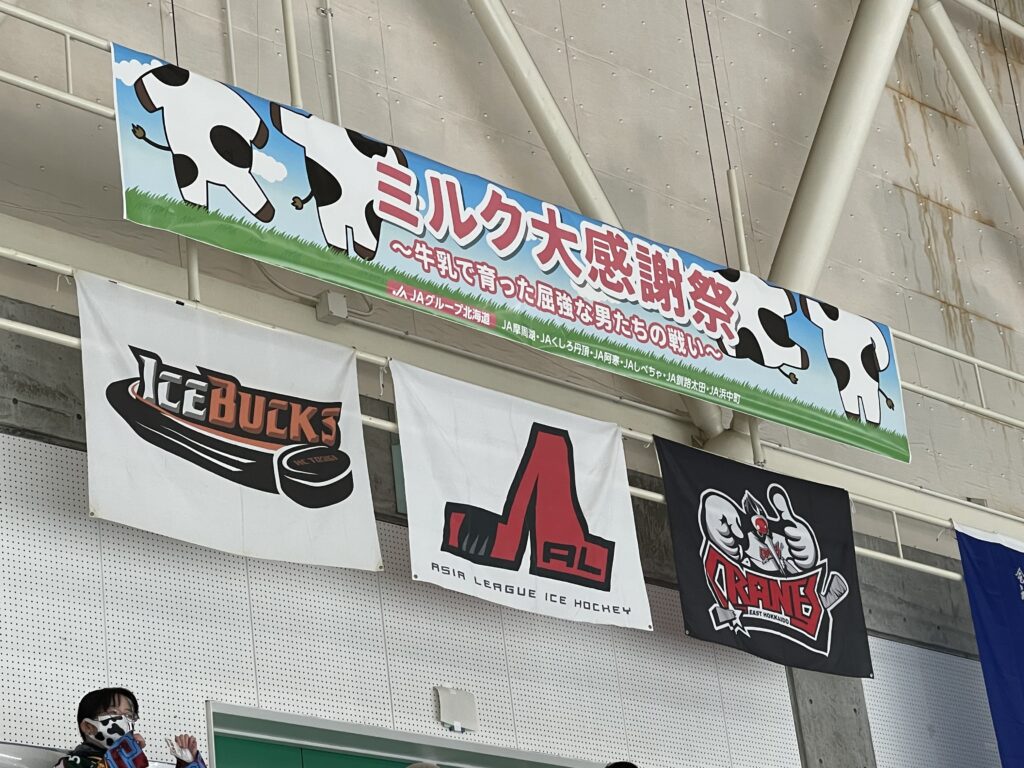 ミルク大感謝祭
～牛乳で育った屈強な男たちの戦い～
JAグループ北海道 JA摩周湖・JAくしろ丹頂・JA阿寒・JAしべちゃ・JA釧路太田・JA浜中町
ICEBUCKS
HC TOCHIGI
AL
ASIA LEAGUE ICE HOCKEY
CRANES
EAST HOKKAIDO